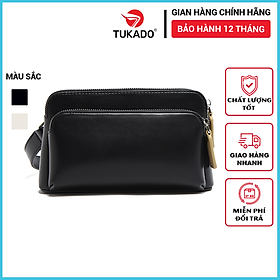 TUKADO
GIAN HÀNG CHÍNH HÃNG
BẢO HÀNH 12 THÁNG
MÀU SẮC
CHẤT LƯỢNG
TỐT
GIAO HÀNG
NHANH
MIỄN PHÍ
ĐỔI TRẢ